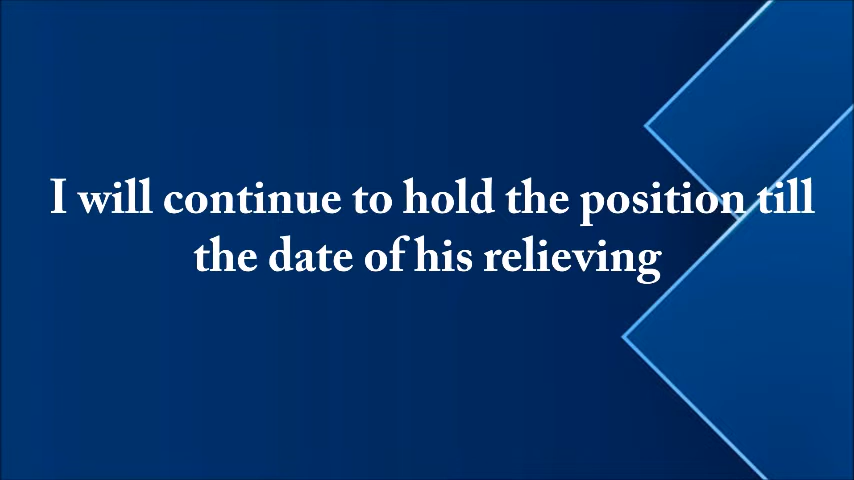 I will continue to hold the position till
the date of his relieving